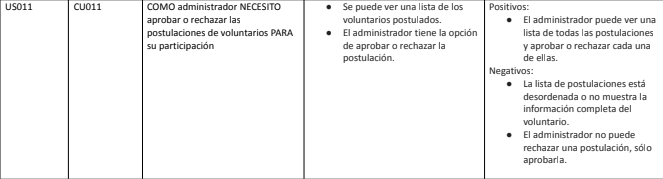 US011
CU011
COMO administrador NECESITO
aprobar o rechazar las
postulaciones de voluntarios PARA
su participación
● Se puede ver una lista de los
voluntarios postulados.
● El administrador tiene la opción
de aprobar o rechazar la
postulación.
Positivos:
● El administrador puede ver una
lista de todas las postulaciones
y aprobar o rechazar cada una
de ellas.
Negativos:
● La lista de postulaciones está
desordenada o no muestra la
información completa del
voluntario.
● El administrador no puede
rechazar una postulación, sólo
aprobarla.